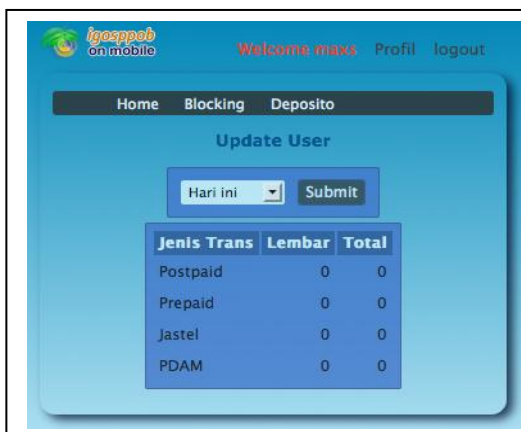 igosppob
on mobile
Welcome maxs Profil logout
Home Blocking Deposito
Update User
Hari ini Submit
Jenis Trans Lembar Total
Postpaid 0 0
Prepaid 0 0
Jastel 0 0
PDAM 0 0